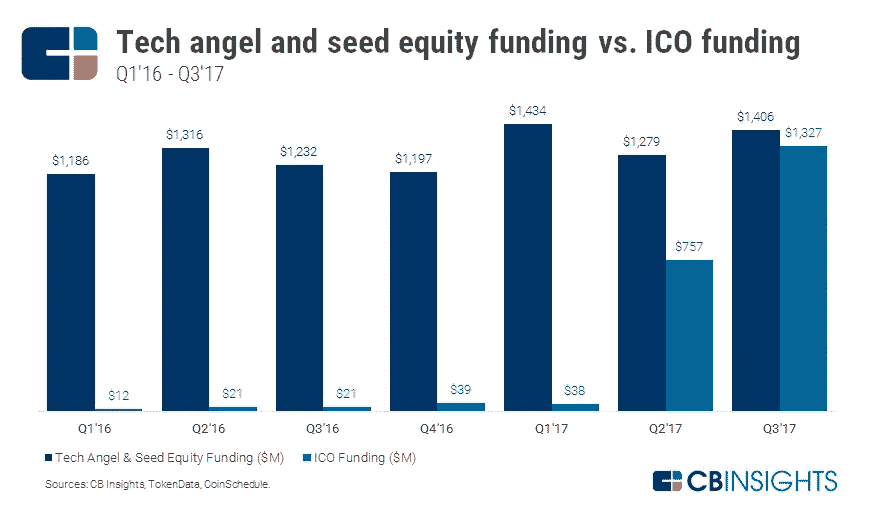 Tech angel and seed equity funding vs. ICO funding
Q1'16 - Q3'17
$1,186
$12
$1,316
$21
$1,232
$21
$1,197
$39
$1,434
$38
$1,279
$757
$1,406
$1,327
Q1'16
Q2'16
Q3'16
Q4'16
Q1'17
Q2'17
Q3'17
Tech Angel & Seed Equity Funding ($M)
ICO Funding ($M)
Sources: CB Insights, TokenData, CoinSchedule.
CBINSIGHTS